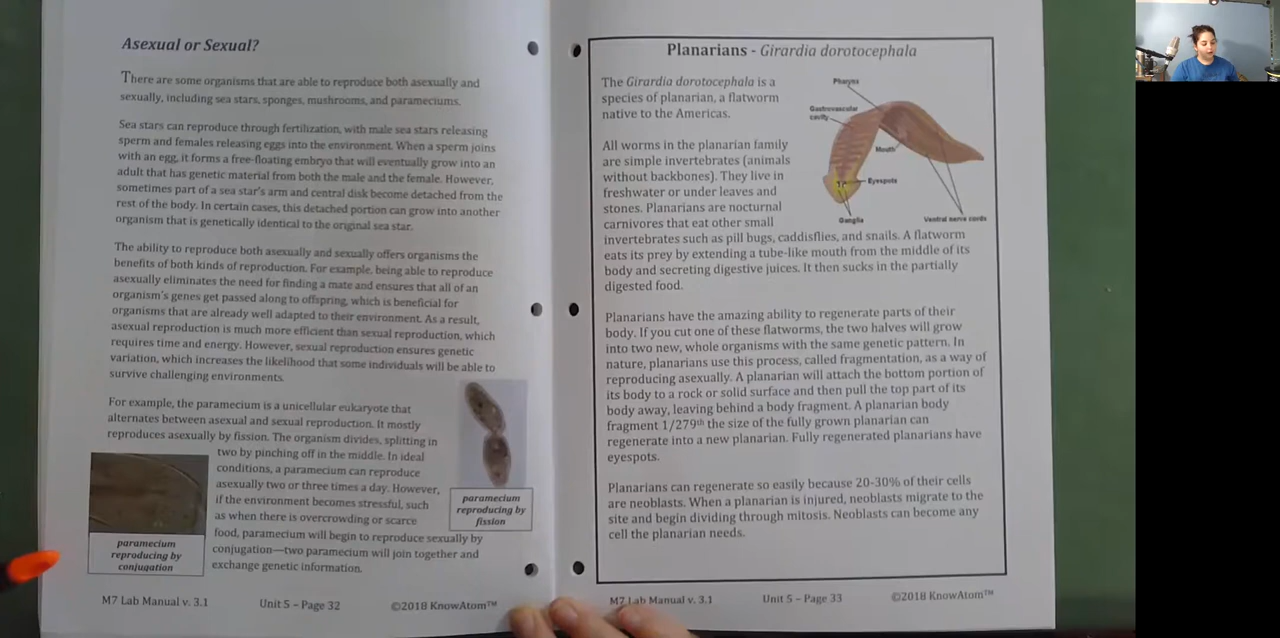 Asexual or Sexual?
There are some organisms that are able to reproduce both asexually and
sexually, including sea stars, sponges, mushrooms, and parameciums.
Sea stars can reproduce through fertilization, with male sea stars releasing
sperm and females releasing eggs into the environment. When a sperm joins
with an egg, it forms a free-floating embryo that will eventually grow into an
adult that has genetic material from both the male and the female. However,
sometimes part of a sea star's arm and central disk become detached from the
rest of the body. In certain cases, this detached portion can grow into another
organism that is genetically identical to the original sea star.
The ability to reproduce both asexually and sexually offers organisms the
benefits of both kinds of reproduction. For example, being able to reproduce
asexually eliminates the need for finding a mate and ensures that all of an
organism's genes get passed along to offspring, which is beneficial for
organisms that are already well adapted to their environment. As a result,
asexual reproduction is much more efficient than sexual reproduction, which
requires time and energy. However, sexual reproduction ensures genetic
variation, which increases the likelihood that some individuals will be able to
survive challenging environments.
For example, the paramecium is a unicellular eukaryote that
alternates between asexual and sexual reproduction. It mostly
reproduces asexually by fission. The organism divides, splitting in
two by pinching off in the middle. In ideal
conditions, a paramecium can reproduce
asexually two or three times a day. However,
if the environment becomes stressful, such
as when there is overcrowding or scarce
food, paramecium will begin to reproduce sexually by
conjugation—two paramecium will join together and
exchange genetic information.
paramecium
reproducing by
fission
paramecium
reproducing by
conjugation
M7 Lab Manual v. 3.1
Unit 5 – Page 32
©2018 KnowAtom™
Planarians - Girardia dorotocephala
The Girardia dorotocephala is a
species of planarian, a flatworm
native to the Americas.
All worms in the planarian family
are simple invertebrates (animals
without backbones). They live in
freshwater or under leaves and
stones. Planarians are nocturnal
carnivores that eat other small
invertebrates such as pill bugs, caddisflies, and snails. A flatworm
eats its prey by extending a tube-like mouth from the middle of its
body and secreting digestive juices. It then sucks in the partially
digested food.
Pharynx
Gastrovascular
cavity
Mouth
Eyespots
Ganglia
Ventral nerve cords
Planarians have the amazing ability to regenerate parts of their
body. If you cut one of these flatworms, the two halves will grow
into two new, whole organisms with the same genetic pattern. In
nature, planarians use this process, called fragmentation, as a way of
reproducing asexually. A planarian will attach the bottom portion of
its body to a rock or solid surface and then pull the top part of its
body away, leaving behind a body fragment. A planarian body
fragment 1/279th the size of the fully grown planarian can
regenerate into a new planarian. Fully regenerated planarians have
eyespots.
Planarians can regenerate so easily because 20-30% of their cells
are neoblasts. When a planarian is injured, neoblasts migrate to the
site and begin dividing through mitosis. Neoblasts can become any
cell the planarian needs.
M7 Lab Manual v. 3.1
Unit 5 – Page 33
©2018 KnowAtom™